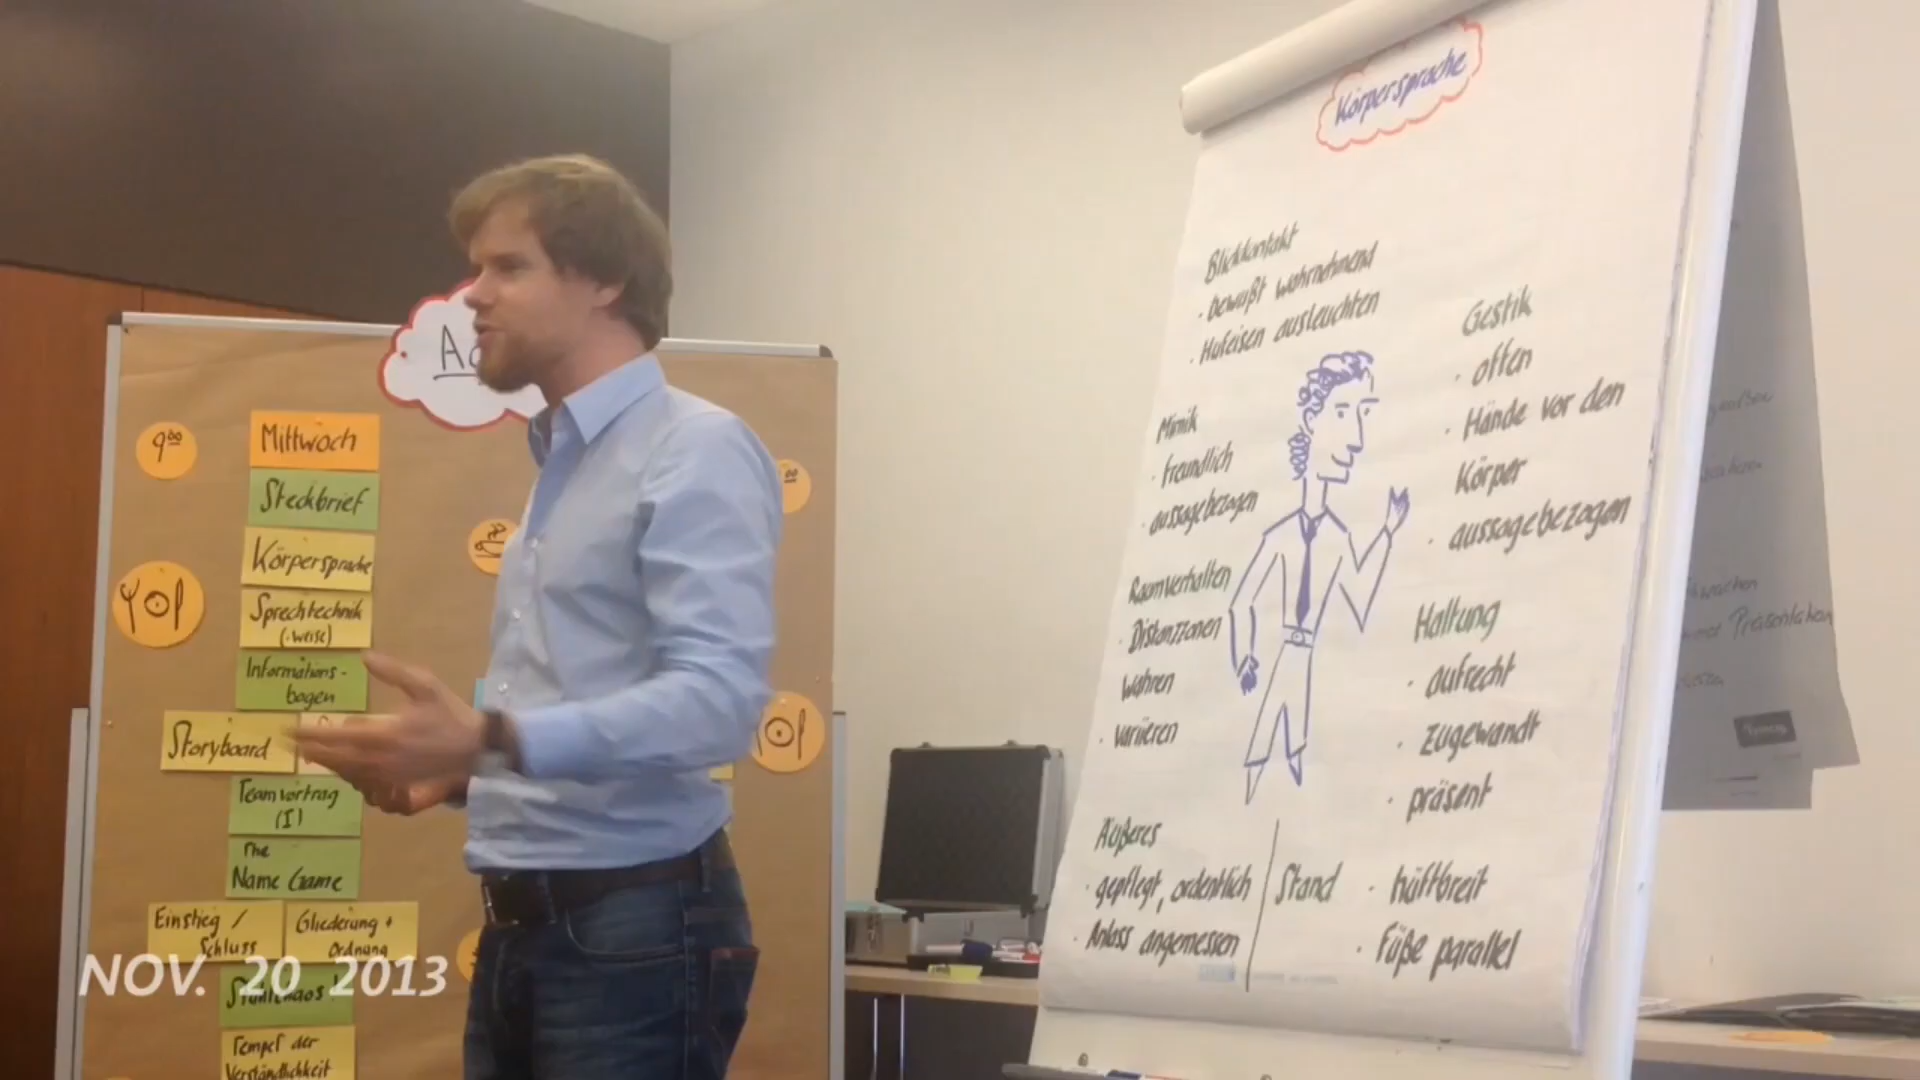 Körpersprache
Blickkontakt
· bewußt wahrnehmend
· Hufeisen ausleuchten
Mimik
· freundlich
· aussagebezogen
Raumverhalten
· Distanzzonen
wahren
· variieren
Äußeres
· gepflegt, ordentlich
· Anlass angemessen
Gestik
· offen
· Hände vor den
Körper
· aussagebezogen
Haltung
· aufrecht
· zugewandt
· präsent
Stand
· hüftbreit
· Füße parallel
9⁰⁰
Mittwoch
Steckbrief
Körpersprache
Sprechtechnik
(-weise)
Informations-
bogen
Storyboard
Teamvortrag
(I)
The
Name Game
Einstieg /
Schluss
Gliederung +
Ordnung
Tempel der
Verständlichkeit
Präsentation
NOV. 20 2013